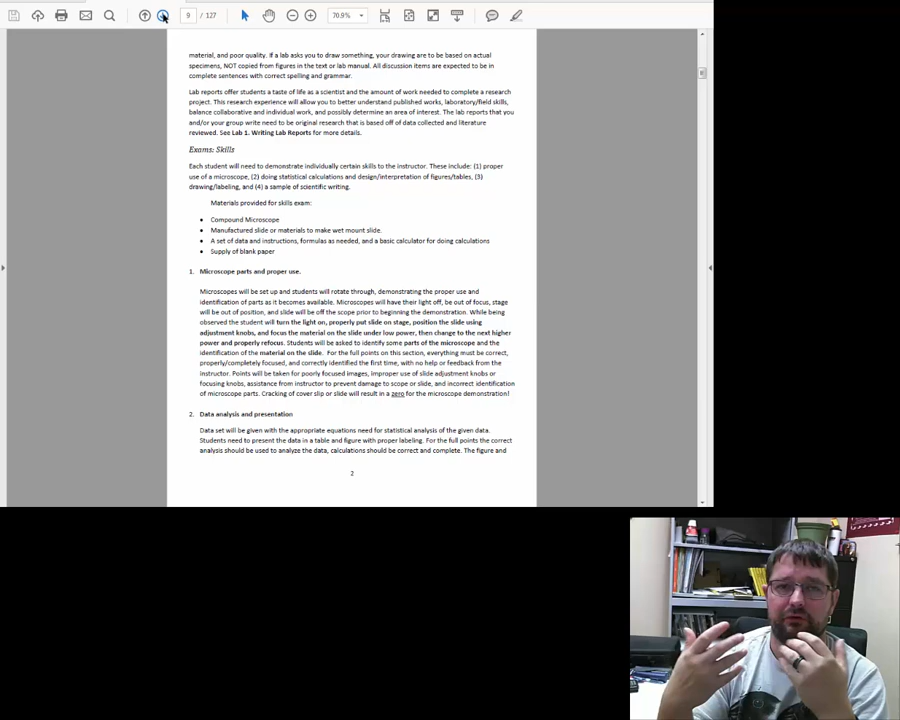 9 / 127
70.9%
material, and poor quality. If a lab asks you to draw something, your drawing are to be based on actual
specimens, NOT copied from figures in the text or lab manual. All discussion items are expected to be in
complete sentences with correct spelling and grammar.
Lab reports offer students a taste of life as a scientist and the amount of work needed to complete a research
project. This research experience will allow you to better understand published works, laboratory/field skills,
balance collaborative and individual work, and possibly determine an area of interest. The lab reports that you
and/or your group write need to be original research that is based off of data collected and literature
reviewed. See Lab 1. Writing Lab Reports for more details.
Exams: Skills
Each student will need to demonstrate individually certain skills to the instructor. These include: (1) proper
use of a microscope, (2) doing statistical calculations and design/interpretation of figures/tables, (3)
drawing/labeling, and (4) a sample of scientific writing.
Materials provided for skills exam:
• Compound Microscope
• Manufactured slide or materials to make wet mount slide.
• A set of data and instructions, formulas as needed, and a basic calculator for doing calculations
• Supply of blank paper
1. Microscope parts and proper use.
Microscopes will be set up and students will rotate through, demonstrating the proper use and
identification of parts as it becomes available. Microscopes will have their light off, be out of focus, stage
will be out of position, and slide will be off the scope prior to beginning the demonstration. While being
observed the student will turn the light on, properly put slide on stage, position the slide using
adjustment knobs, and focus the material on the slide under low power, then change to the next higher
power and properly refocus. Students will be asked to identify some parts of the microscope and the
identification of the material on the slide. For the full points on this section, everything must be correct,
properly/completely focused, and correctly identified the first time, with no help or feedback from the
instructor. Points will be taken for poorly focused images, improper use of slide adjustment knobs or
focusing knobs, assistance from instructor to prevent damage to scope or slide, and incorrect identification
of microscope parts. Cracking of cover slip or slide will result in a zero for the microscope demonstration!
2. Data analysis and presentation
Data set will be given with the appropriate equations need for statistical analysis of the given data.
Students need to present the data in a table and figure with proper labeling. For the full points the correct
analysis should be used to analyze the data, calculations should be correct and complete. The figure and
2